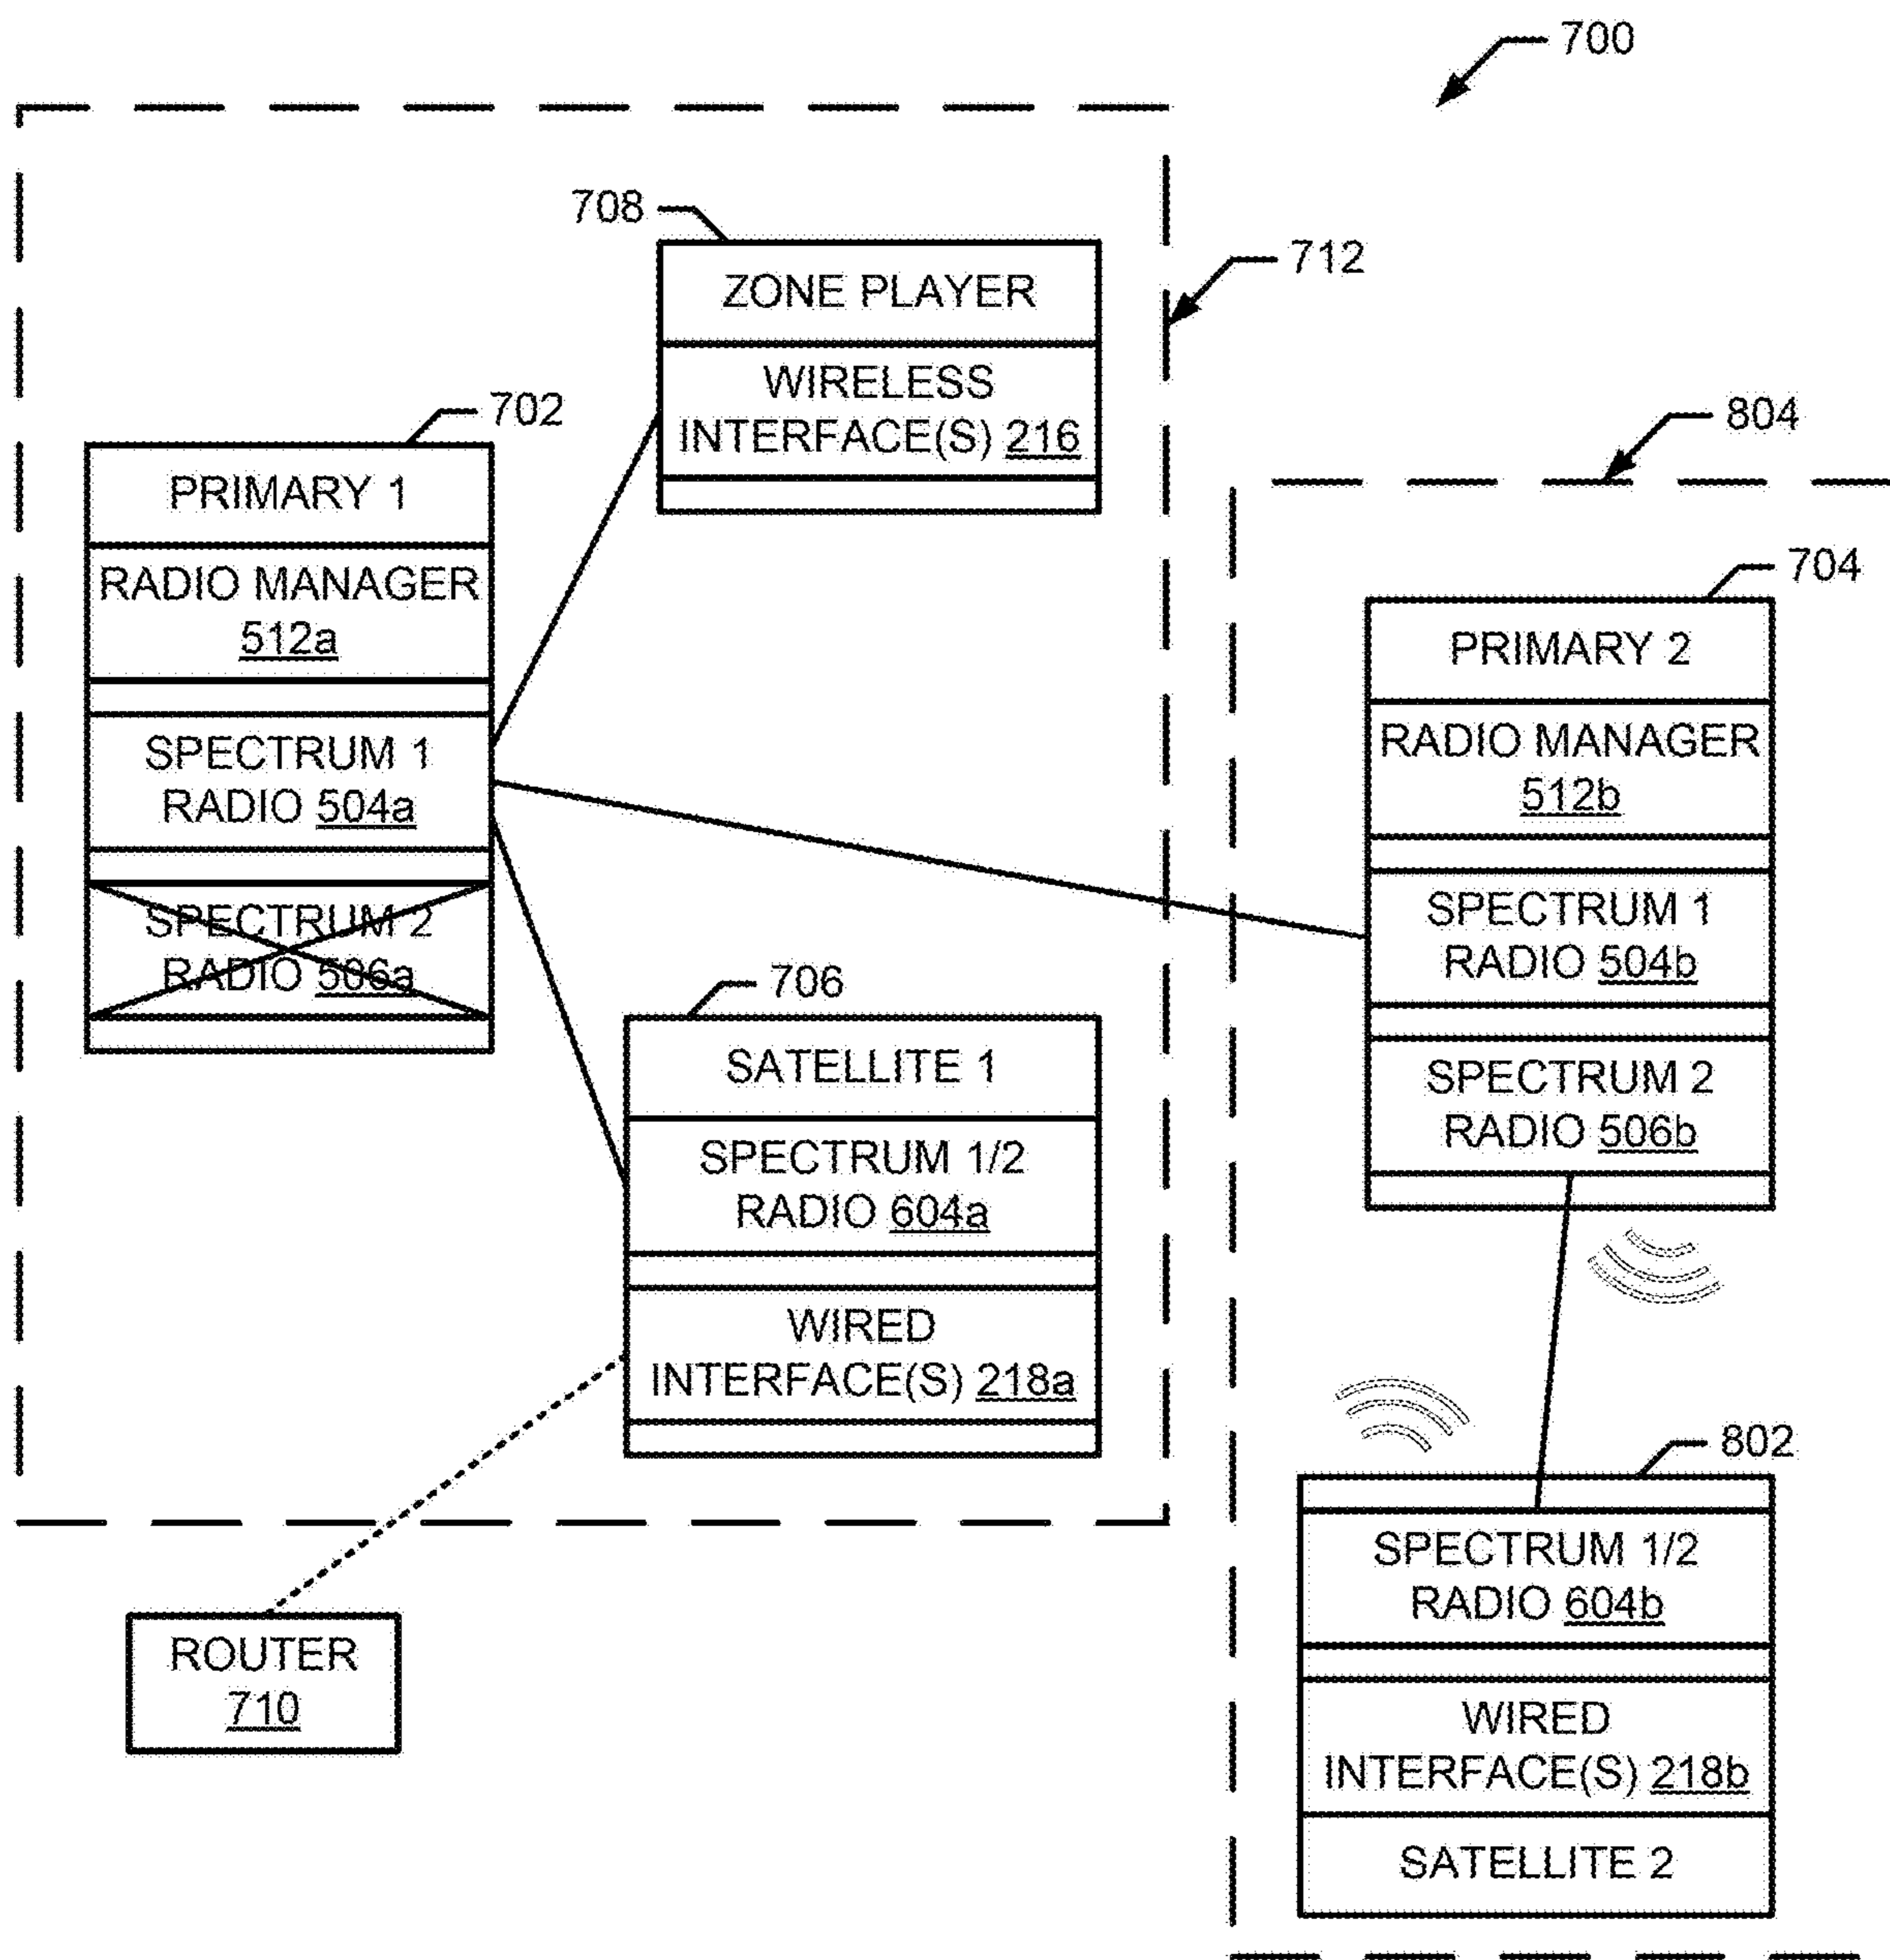 700
708
712
ZONE PLAYER
WIRELESS
INTERFACE(S) 216
702
PRIMARY 1
RADIO MANAGER
512a
SPECTRUM 1
RADIO 504a
SPECTRUM 2
RADIO 506a
804
704
PRIMARY 2
RADIO MANAGER
512b
SPECTRUM 1
RADIO 504b
SPECTRUM 2
RADIO 506b
706
SATELLITE 1
SPECTRUM 1/2
RADIO 604a
WIRED
INTERFACE(S) 218a
ROUTER
710
802
SPECTRUM 1/2
RADIO 604b
WIRED
INTERFACE(S) 218b
SATELLITE 2